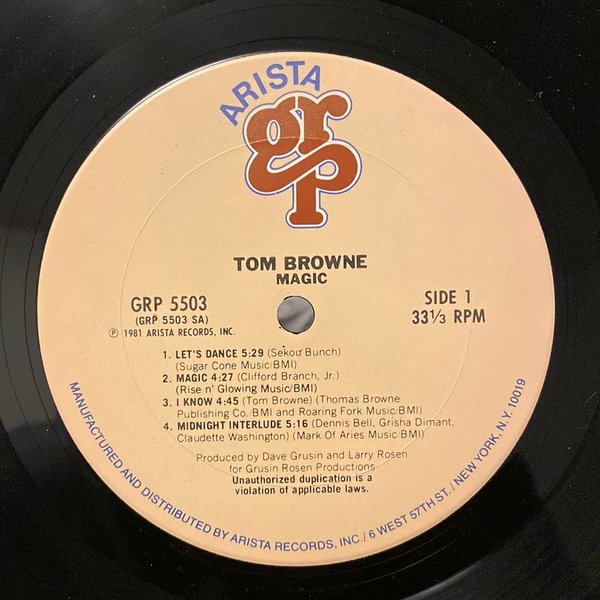 ARISTA
grp
TOM BROWNE
MAGIC
GRP 5503
(GRP 5503 SA)
℗ 1981 ARISTA RECORDS, INC.
SIDE 1
33⅓ RPM
1. LET'S DANCE 5:29 (Sekou Bunch)
(Sugar Cone Music/BMI)
2. MAGIC 4:27 (Clifford Branch, Jr.)
(Rise n' Glowing Music/BMI)
3. I KNOW 4:45 (Tom Browne) (Thomas Browne
Publishing Co./BMI and Roaring Fork Music/BMI)
4. MIDNIGHT INTERLUDE 5:16 (Dennis Bell, Grisha Dimant,
Claudette Washington) (Mark Of Aries Music/BMI)
Produced by Dave Grusin and Larry Rosen
for Grusin Rosen Productions
Unauthorized duplication is a
violation of applicable laws.
MANUFACTURED AND DISTRIBUTED BY ARISTA RECORDS, INC./6 WEST 57TH ST./NEW YORK, N.Y. 10019